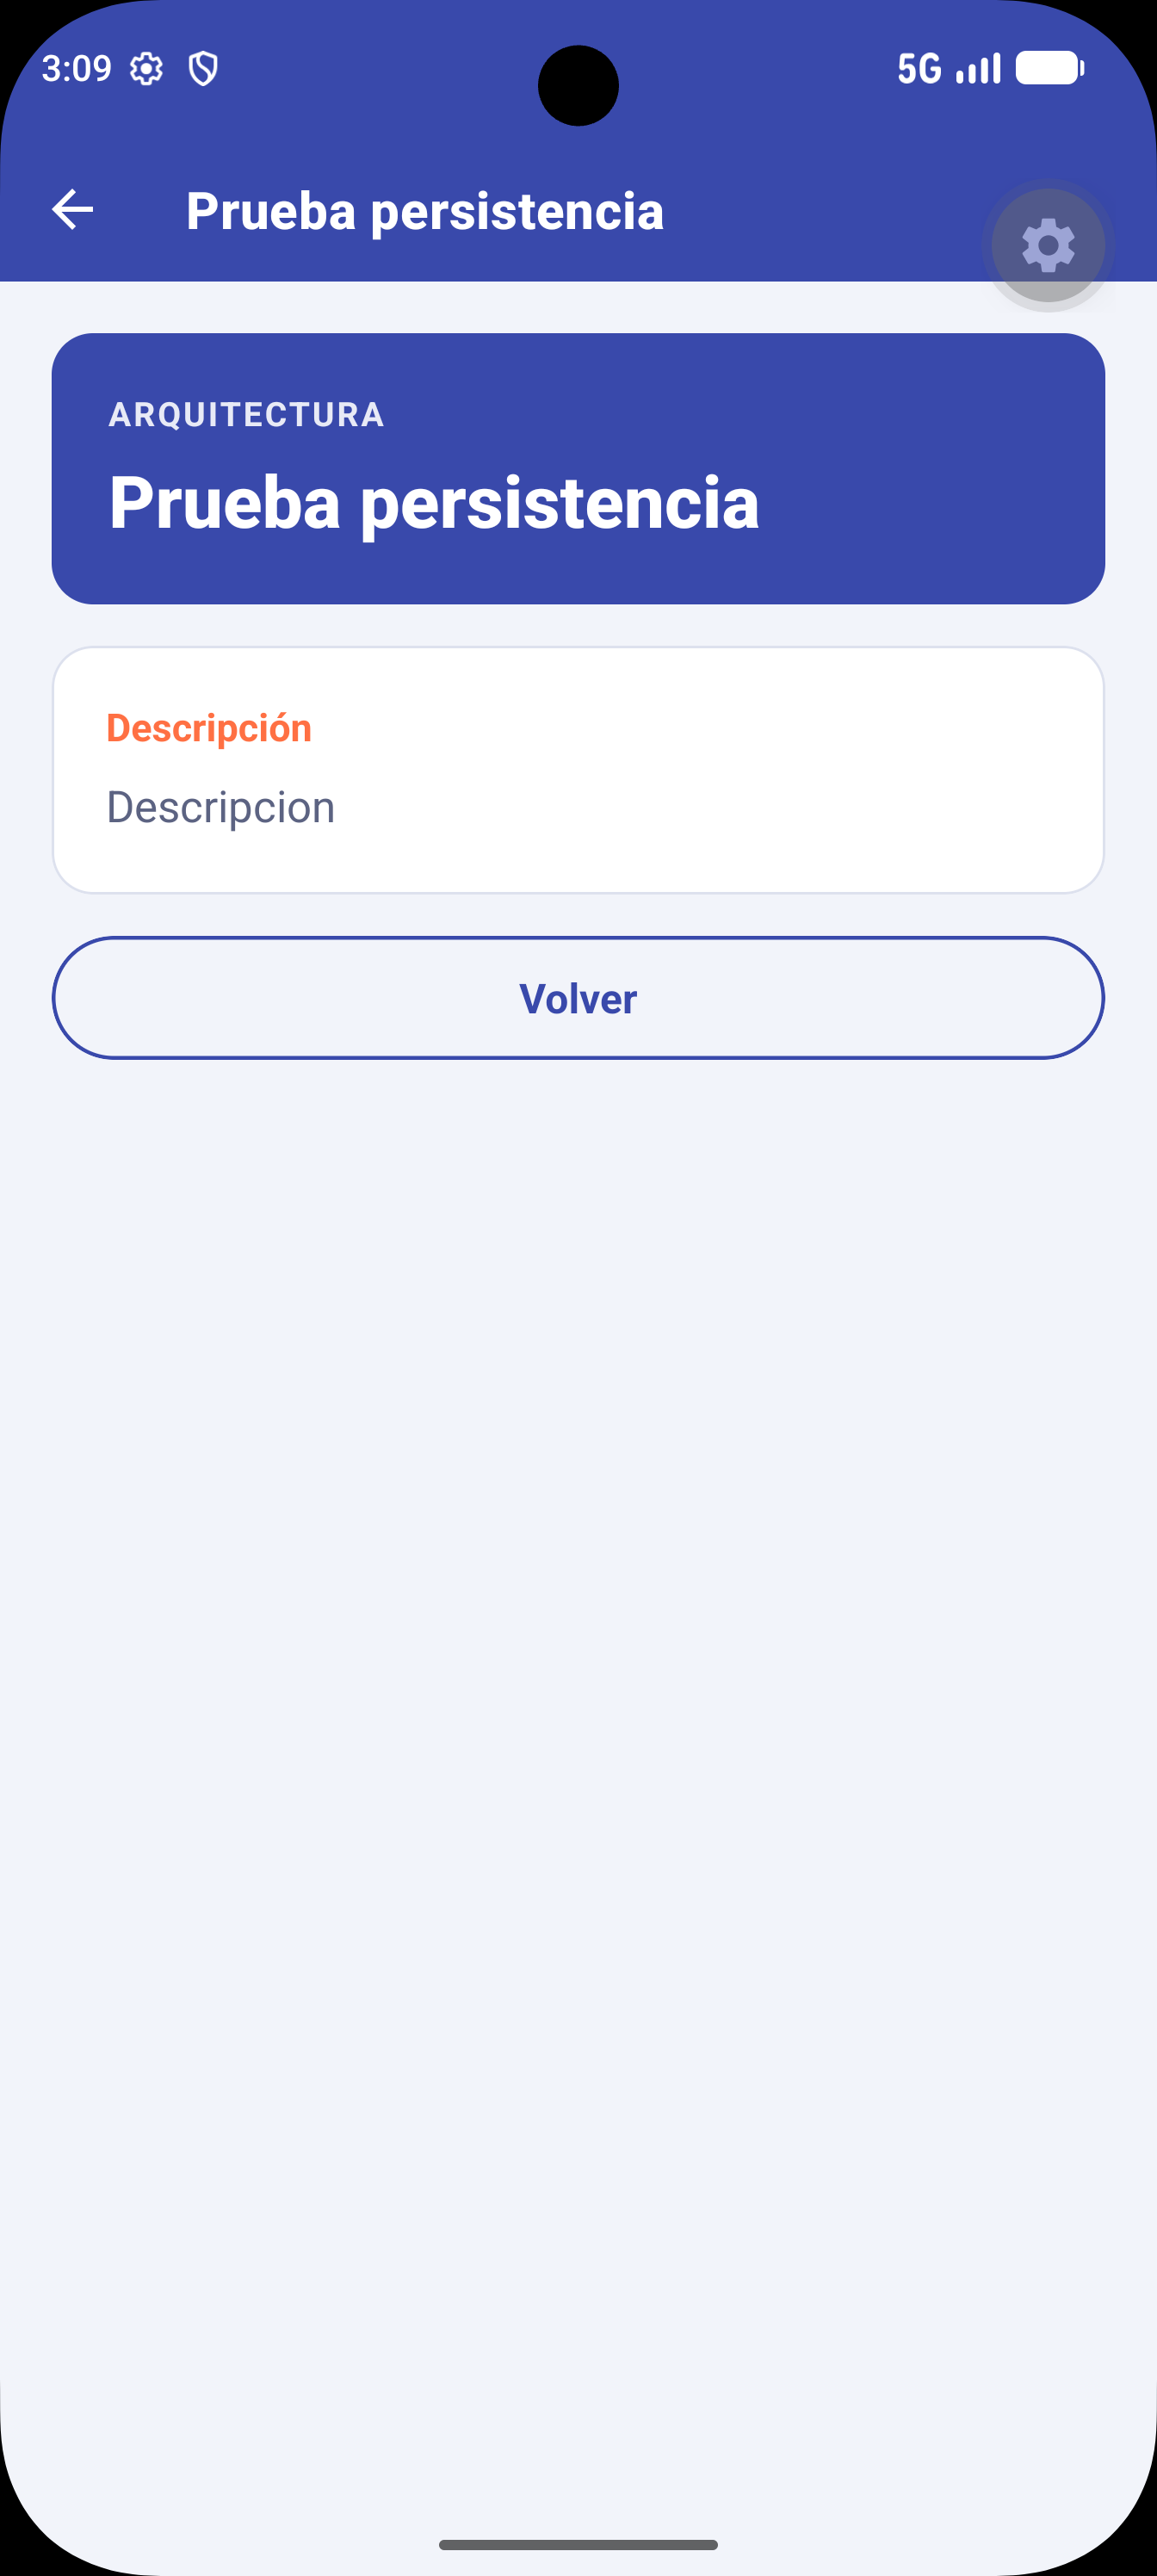 3:09 5G
Prueba persistencia
ARQUITECTURA
Prueba persistencia
Descripción
Descripcion
Volver